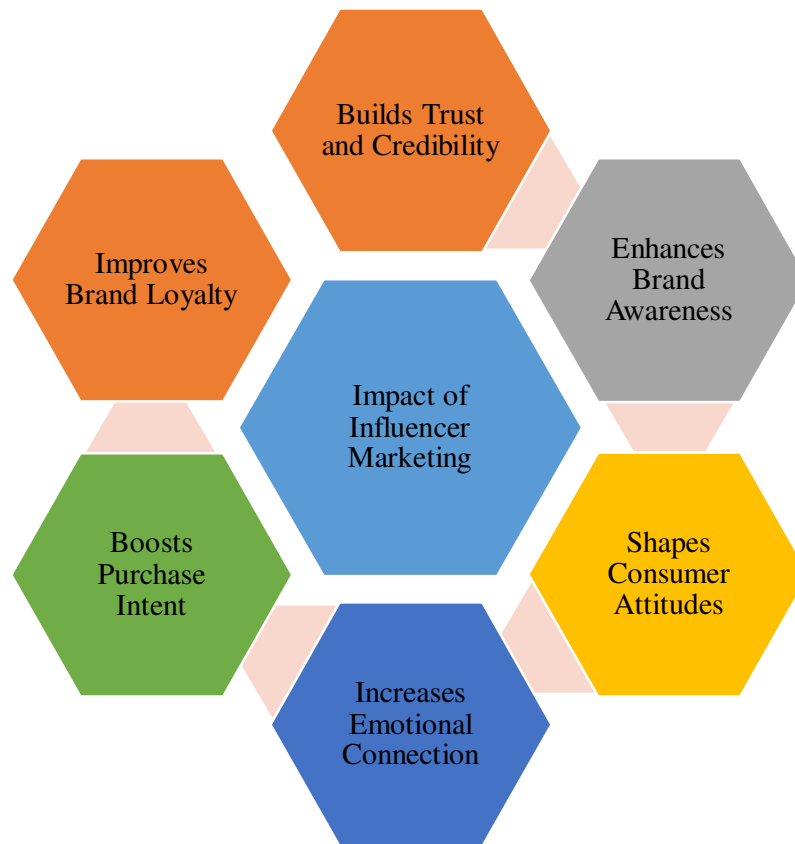 Builds Trust
and Credibility
Enhances
Brand
Awareness
Shapes
Consumer
Attitudes
Increases
Emotional
Connection
Boosts
Purchase
Intent
Improves
Brand Loyalty
Impact of
Influencer
Marketing